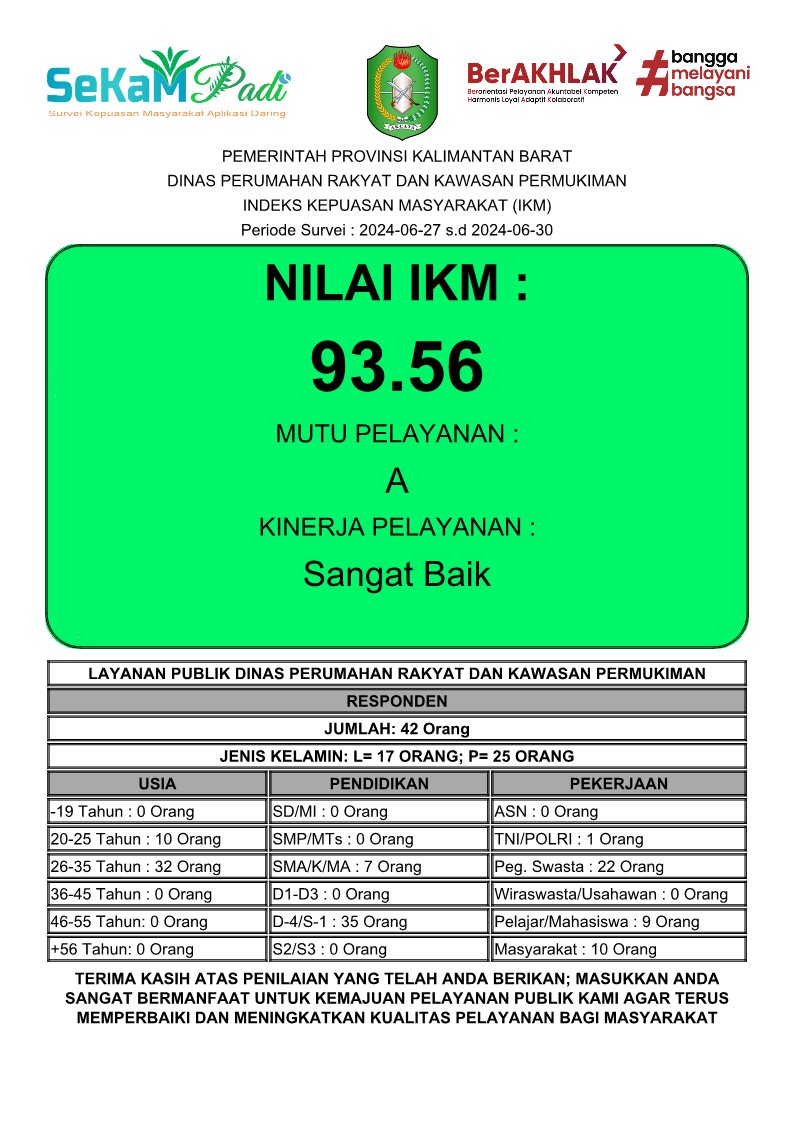 SeKaM Padi
Survei Kepuasan Masyarakat Aplikasi Daring
AKCAYA
BerAKHLAK
Berorientasi Pelayanan Akuntabel Kompeten
Harmonis Loyal Adaptif Kolaboratif
#bangga
melayani
bangsa
PEMERINTAH PROVINSI KALIMANTAN BARAT
DINAS PERUMAHAN RAKYAT DAN KAWASAN PERMUKIMAN
INDEKS KEPUASAN MASYARAKAT (IKM)
Periode Survei : 2024-06-27 s.d 2024-06-30
NILAI IKM :
93.56
MUTU PELAYANAN :
A
KINERJA PELAYANAN :
Sangat Baik
LAYANAN PUBLIK DINAS PERUMAHAN RAKYAT DAN KAWASAN PERMUKIMAN
RESPONDEN
JUMLAH: 42 Orang
JENIS KELAMIN: L= 17 ORANG; P= 25 ORANG
USIA PENDIDIKAN PEKERJAAN
-19 Tahun : 0 Orang SD/MI : 0 Orang ASN : 0 Orang
20-25 Tahun : 10 Orang SMP/MTs : 0 Orang TNI/POLRI : 1 Orang
26-35 Tahun : 32 Orang SMA/K/MA : 7 Orang Peg. Swasta : 22 Orang
36-45 Tahun : 0 Orang D1-D3 : 0 Orang Wiraswasta/Usahawan : 0 Orang
46-55 Tahun: 0 Orang D-4/S-1 : 35 Orang Pelajar/Mahasiswa : 9 Orang
+56 Tahun: 0 Orang S2/S3 : 0 Orang Masyarakat : 10 Orang
TERIMA KASIH ATAS PENILAIAN YANG TELAH ANDA BERIKAN; MASUKKAN ANDA
SANGAT BERMANFAAT UNTUK KEMAJUAN PELAYANAN PUBLIK KAMI AGAR TERUS
MEMPERBAIKI DAN MENINGKATKAN KUALITAS PELAYANAN BAGI MASYARAKAT